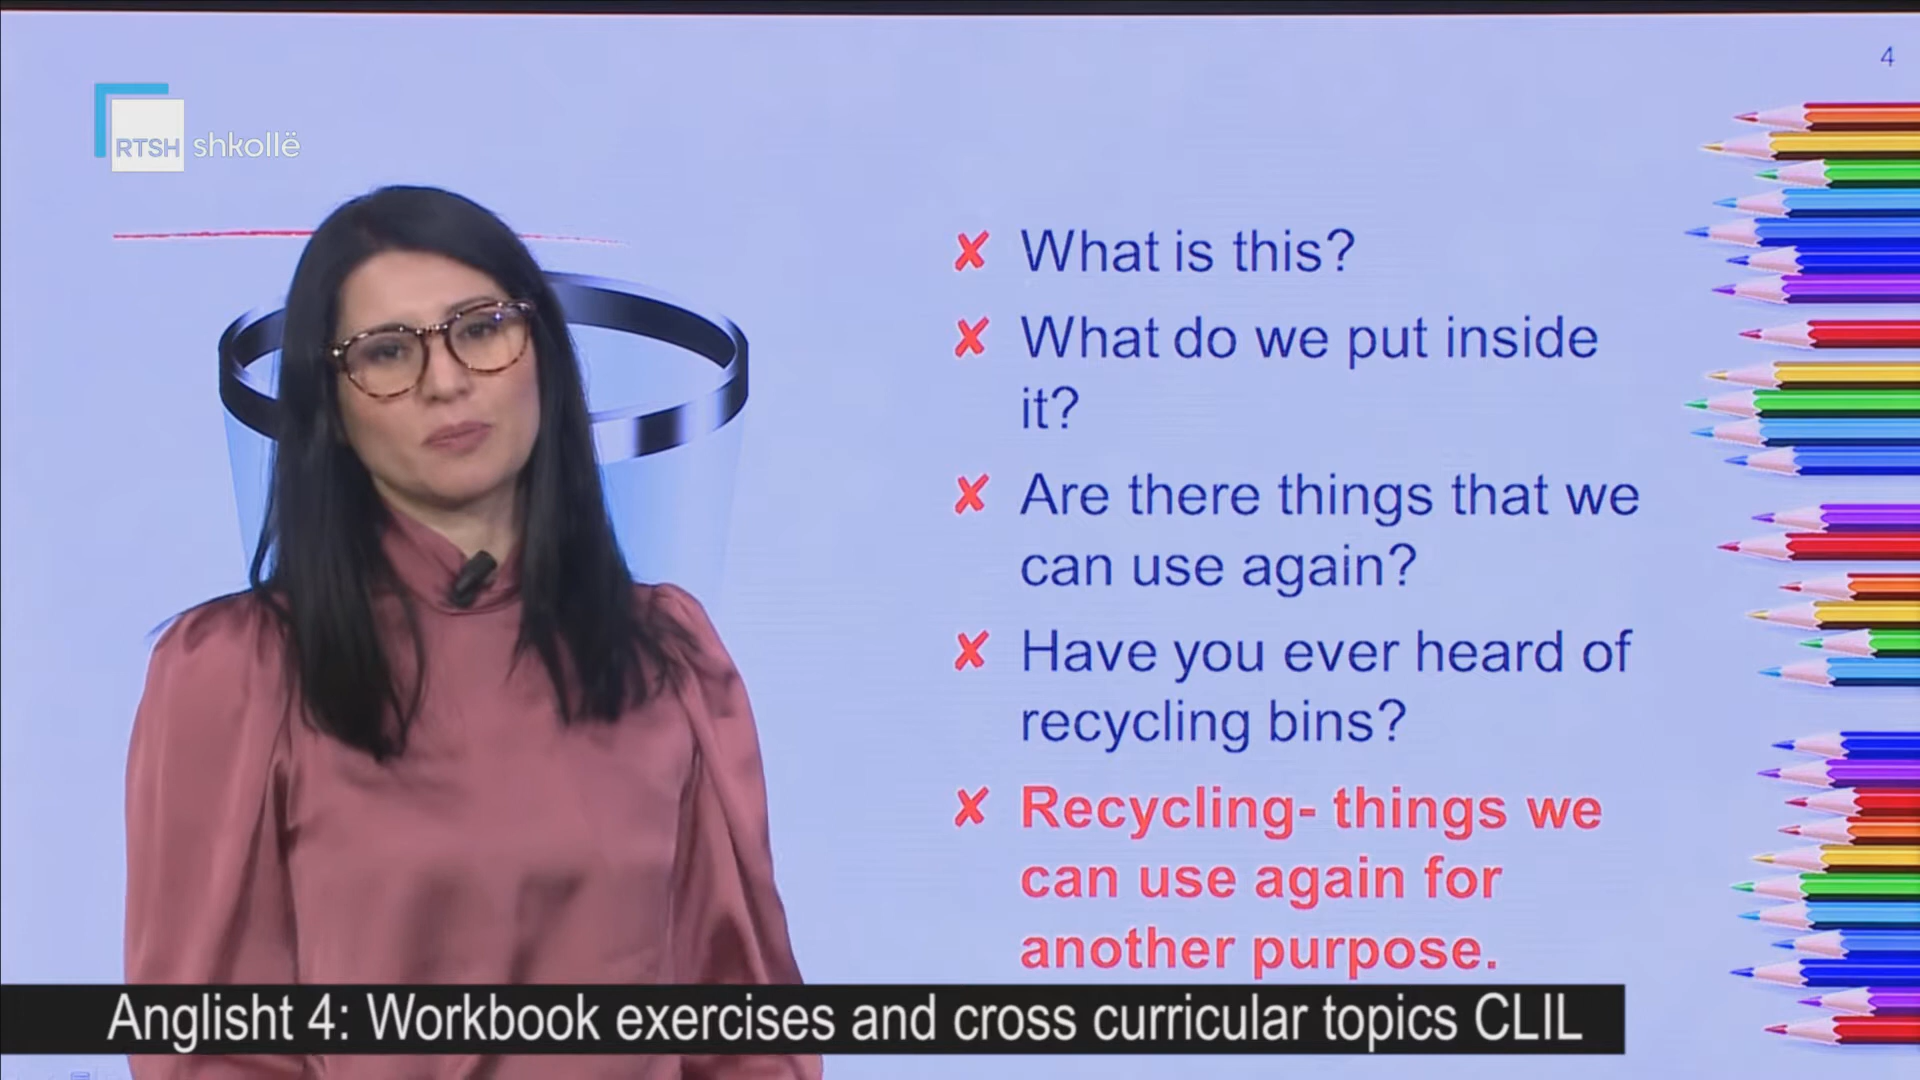 4
RTSH shkollë
What is this?
What do we put inside
it?
Are there things that we
can use again?
Have you ever heard of
recycling bins?
Recycling- things we
can use again for
another purpose.
Anglisht 4: Workbook exercises and cross curricular topics CLIL